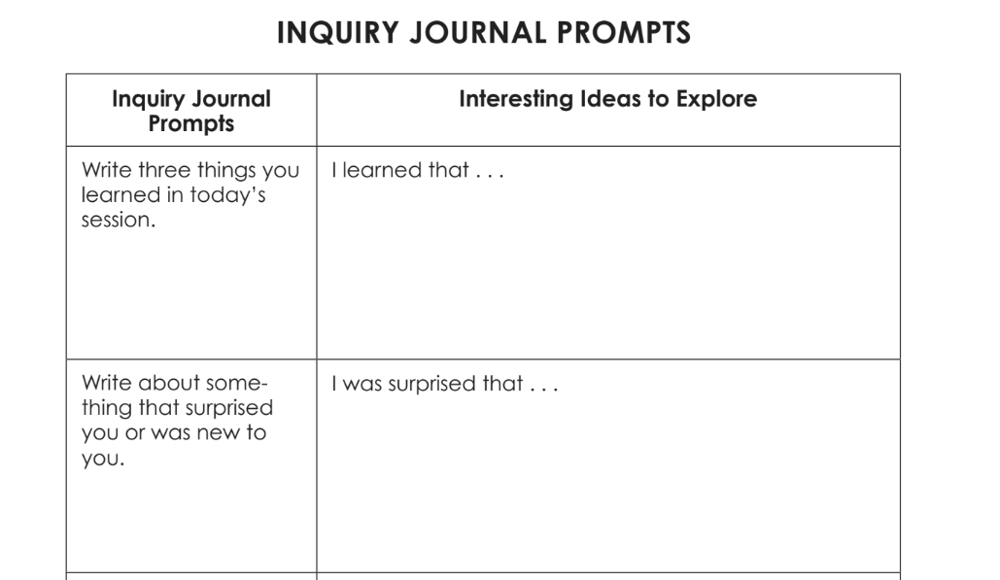 INQUIRY JOURNAL PROMPTS
Inquiry Journal
Prompts
Interesting Ideas to Explore
Write three things you
learned in today's
session.
I learned that . . .
Write about some-
thing that surprised
you or was new to
you.
I was surprised that . . .